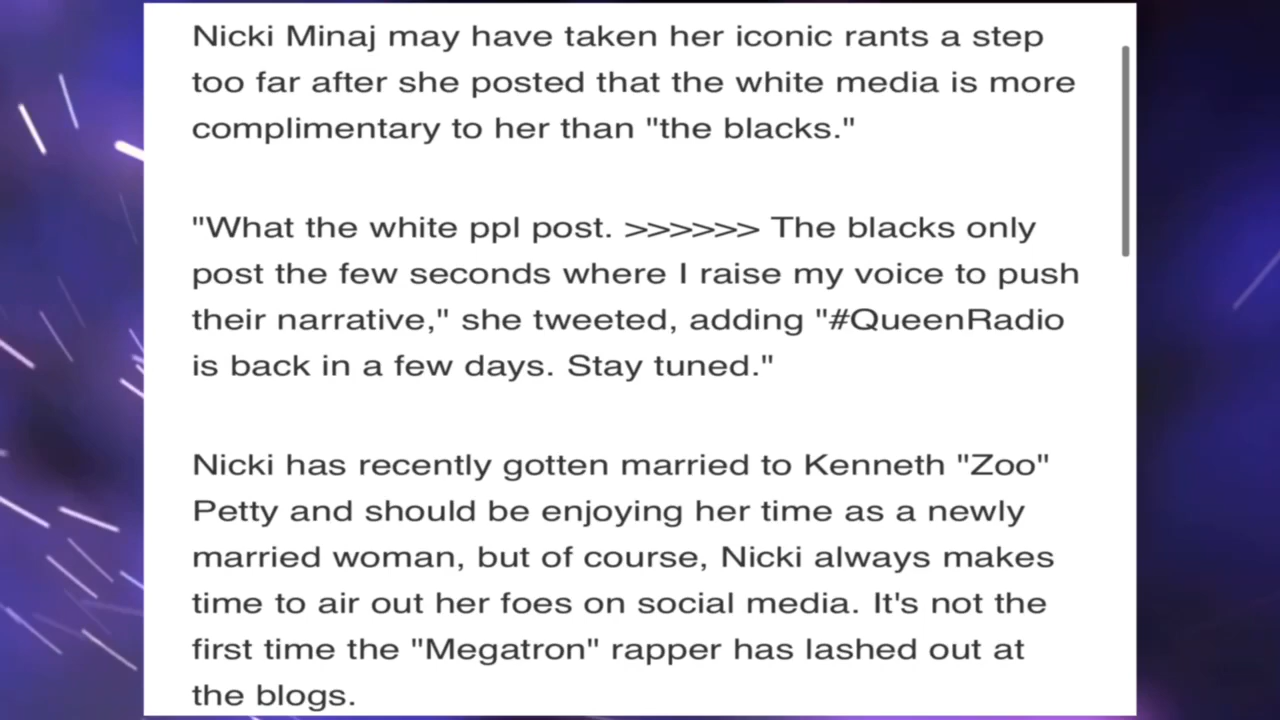 Nicki Minaj may have taken her iconic rants a step
too far after she posted that the white media is more
complimentary to her than "the blacks."
"What the white ppl post. >>>>>> The blacks only
post the few seconds where I raise my voice to push
their narrative," she tweeted, adding "#QueenRadio
is back in a few days. Stay tuned."
Nicki has recently gotten married to Kenneth "Zoo"
Petty and should be enjoying her time as a newly
married woman, but of course, Nicki always makes
time to air out her foes on social media. It's not the
first time the "Megatron" rapper has lashed out at
the blogs.